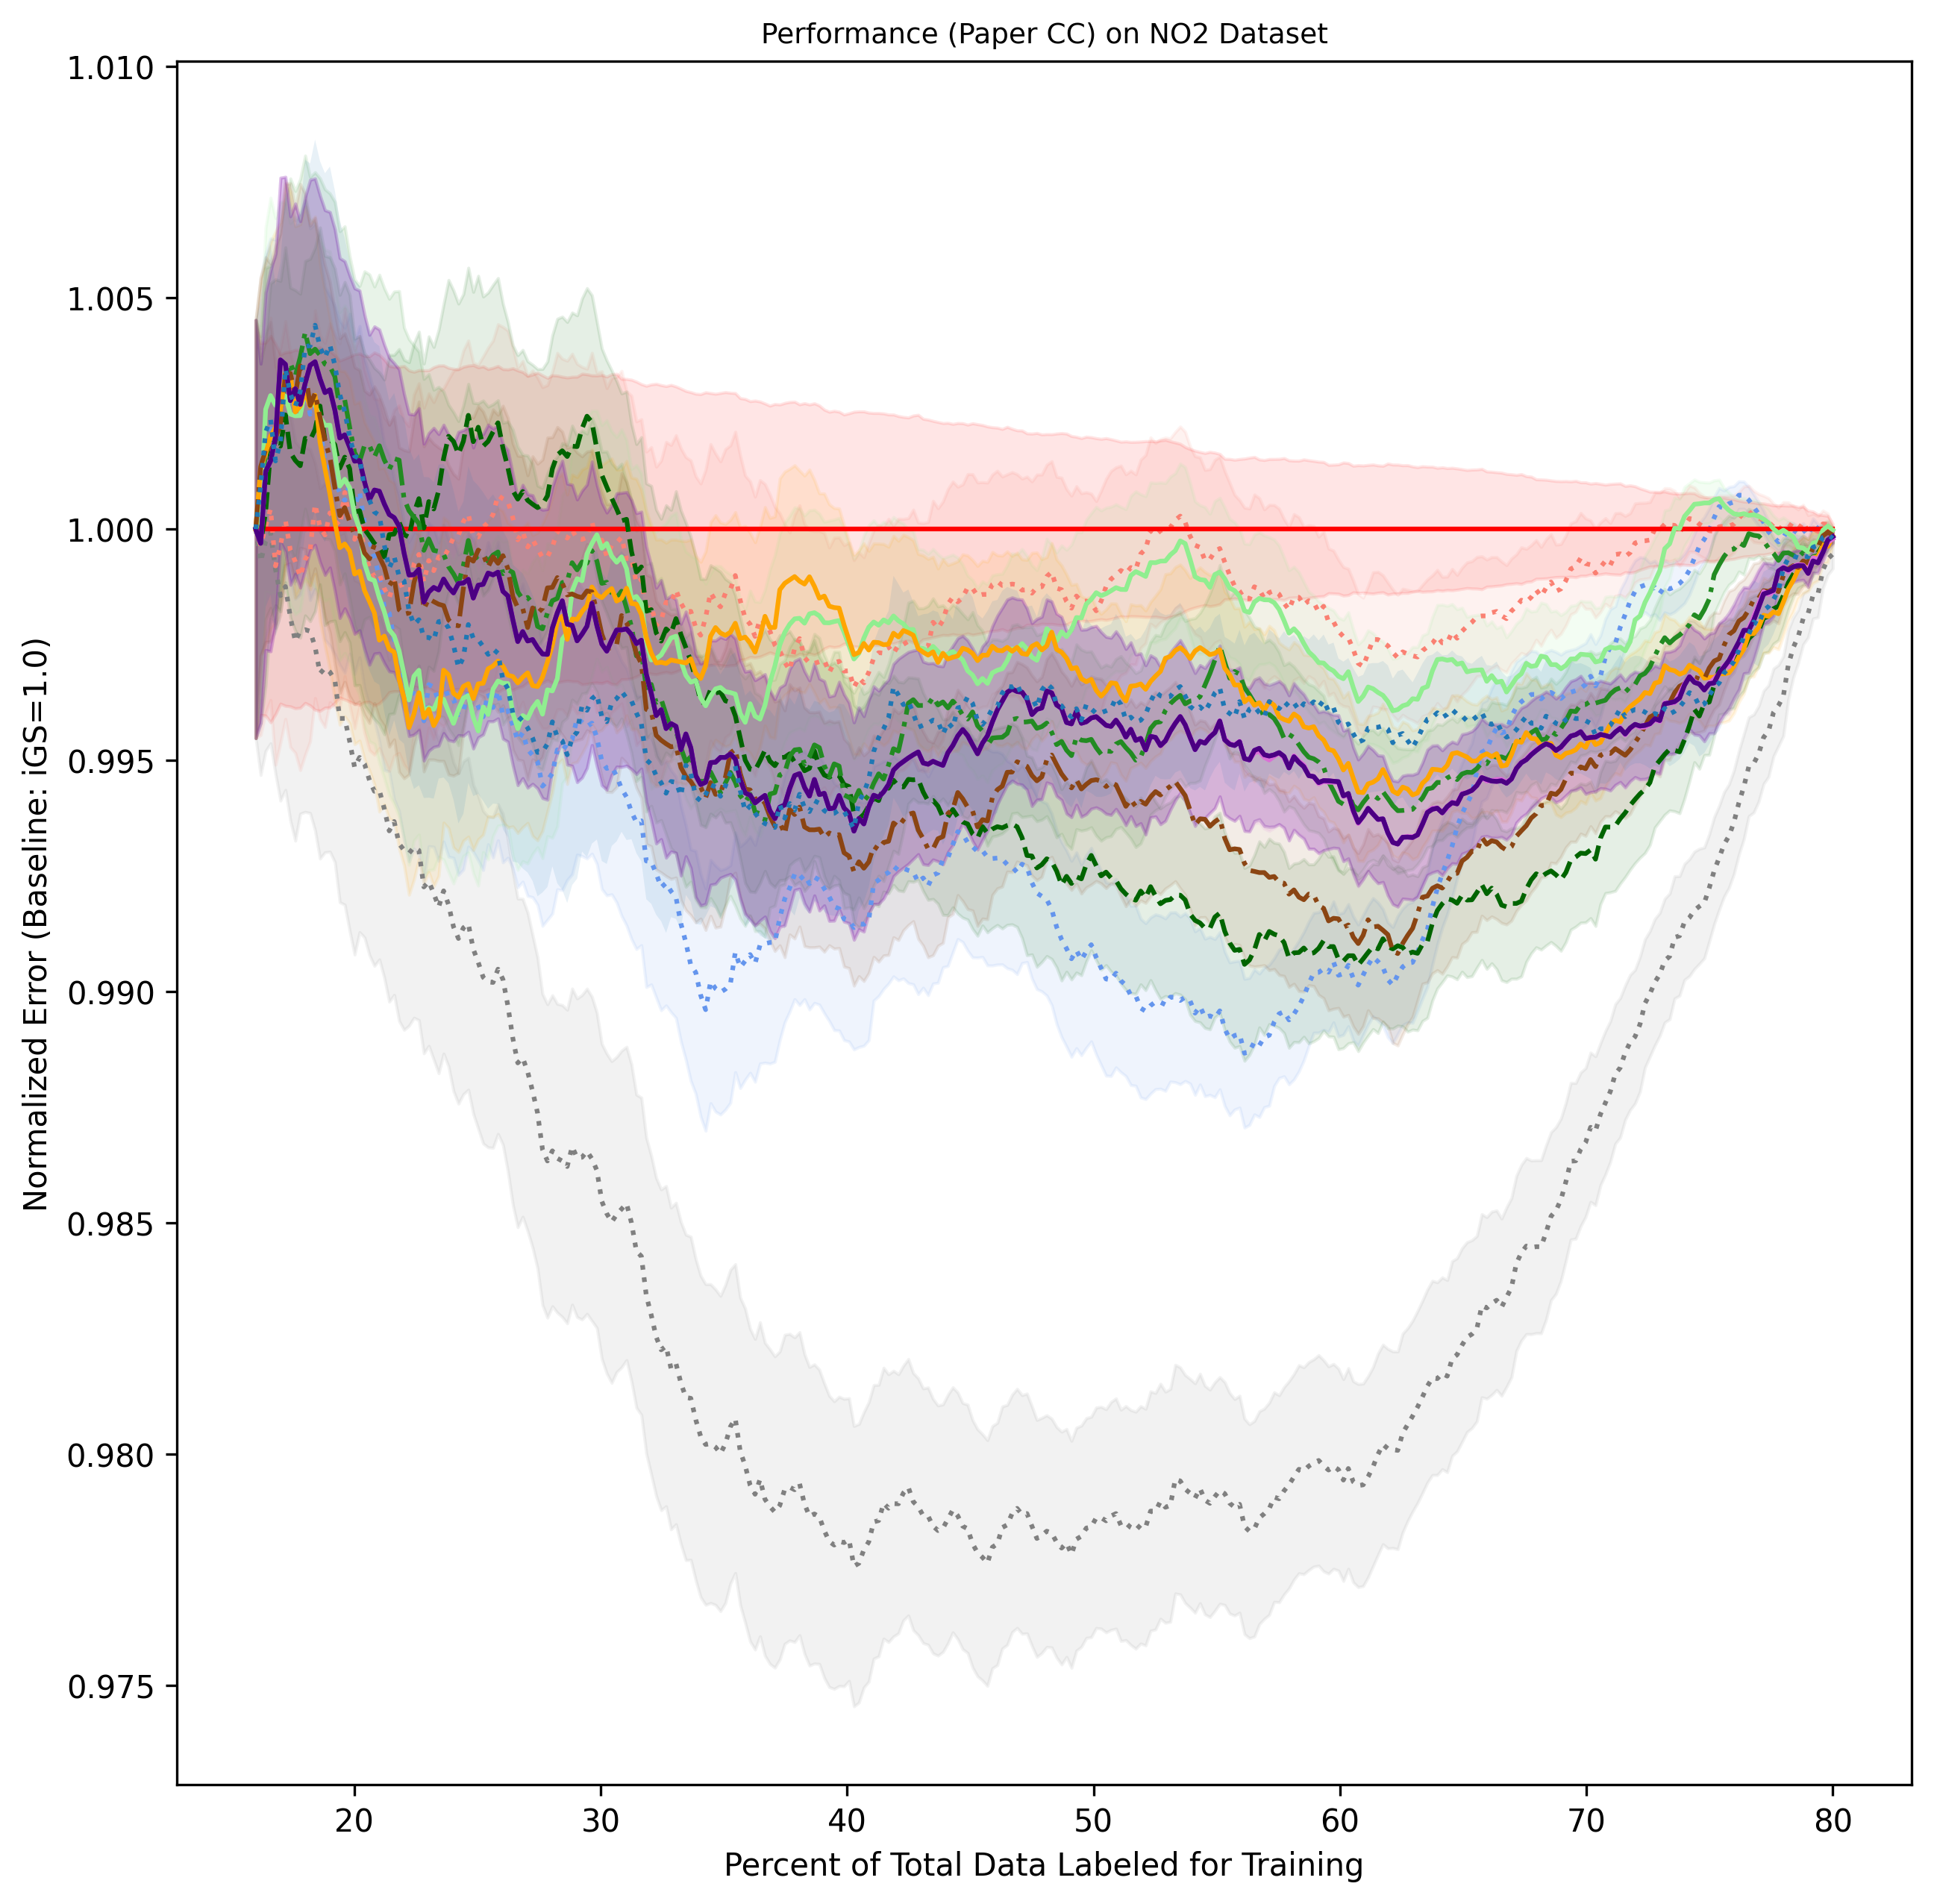 Performance (Paper CC) on NO2 Dataset
1.010
1.005
1.000
0.995
0.990
0.985
0.980
0.975
Normalized Error (Baseline: iGS=1.0)
20 30 40 50 60 70 80
Percent of Total Data Labeled for Training